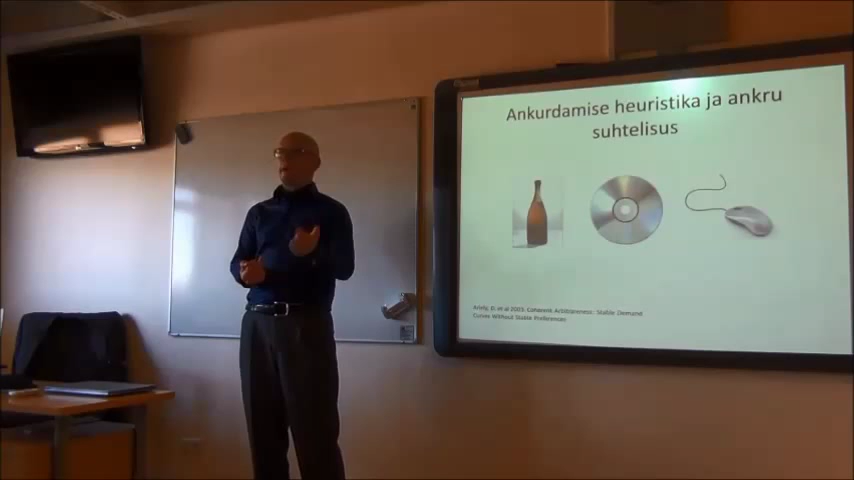 Ankurdamise heuristika ja ankru
suhtelisus
Ariely, D. et al 2003. Coherent Arbitrariness: Stable Demand
Curves Without Stable Preferences